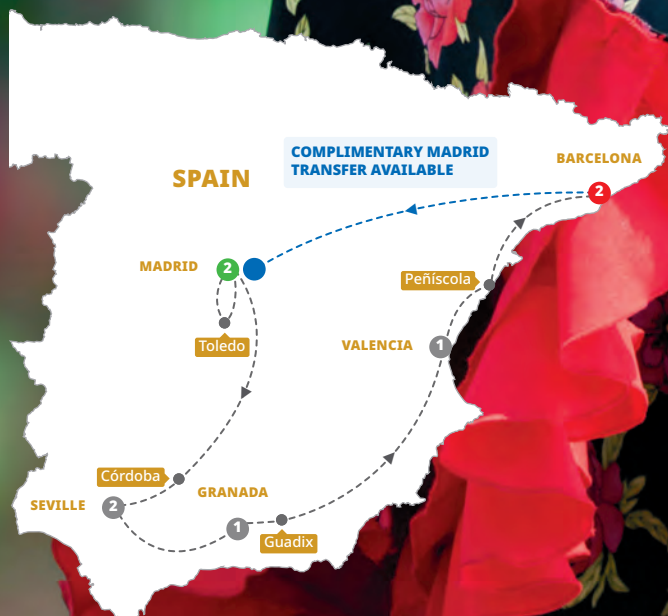 COMPLIMENTARY MADRID
TRANSFER AVAILABLE
BARCELONA
SPAIN
2
MADRID
2
Peñíscola
Toledo
VALENCIA
1
Córdoba
GRANADA
SEVILLE
2
1
Guadix